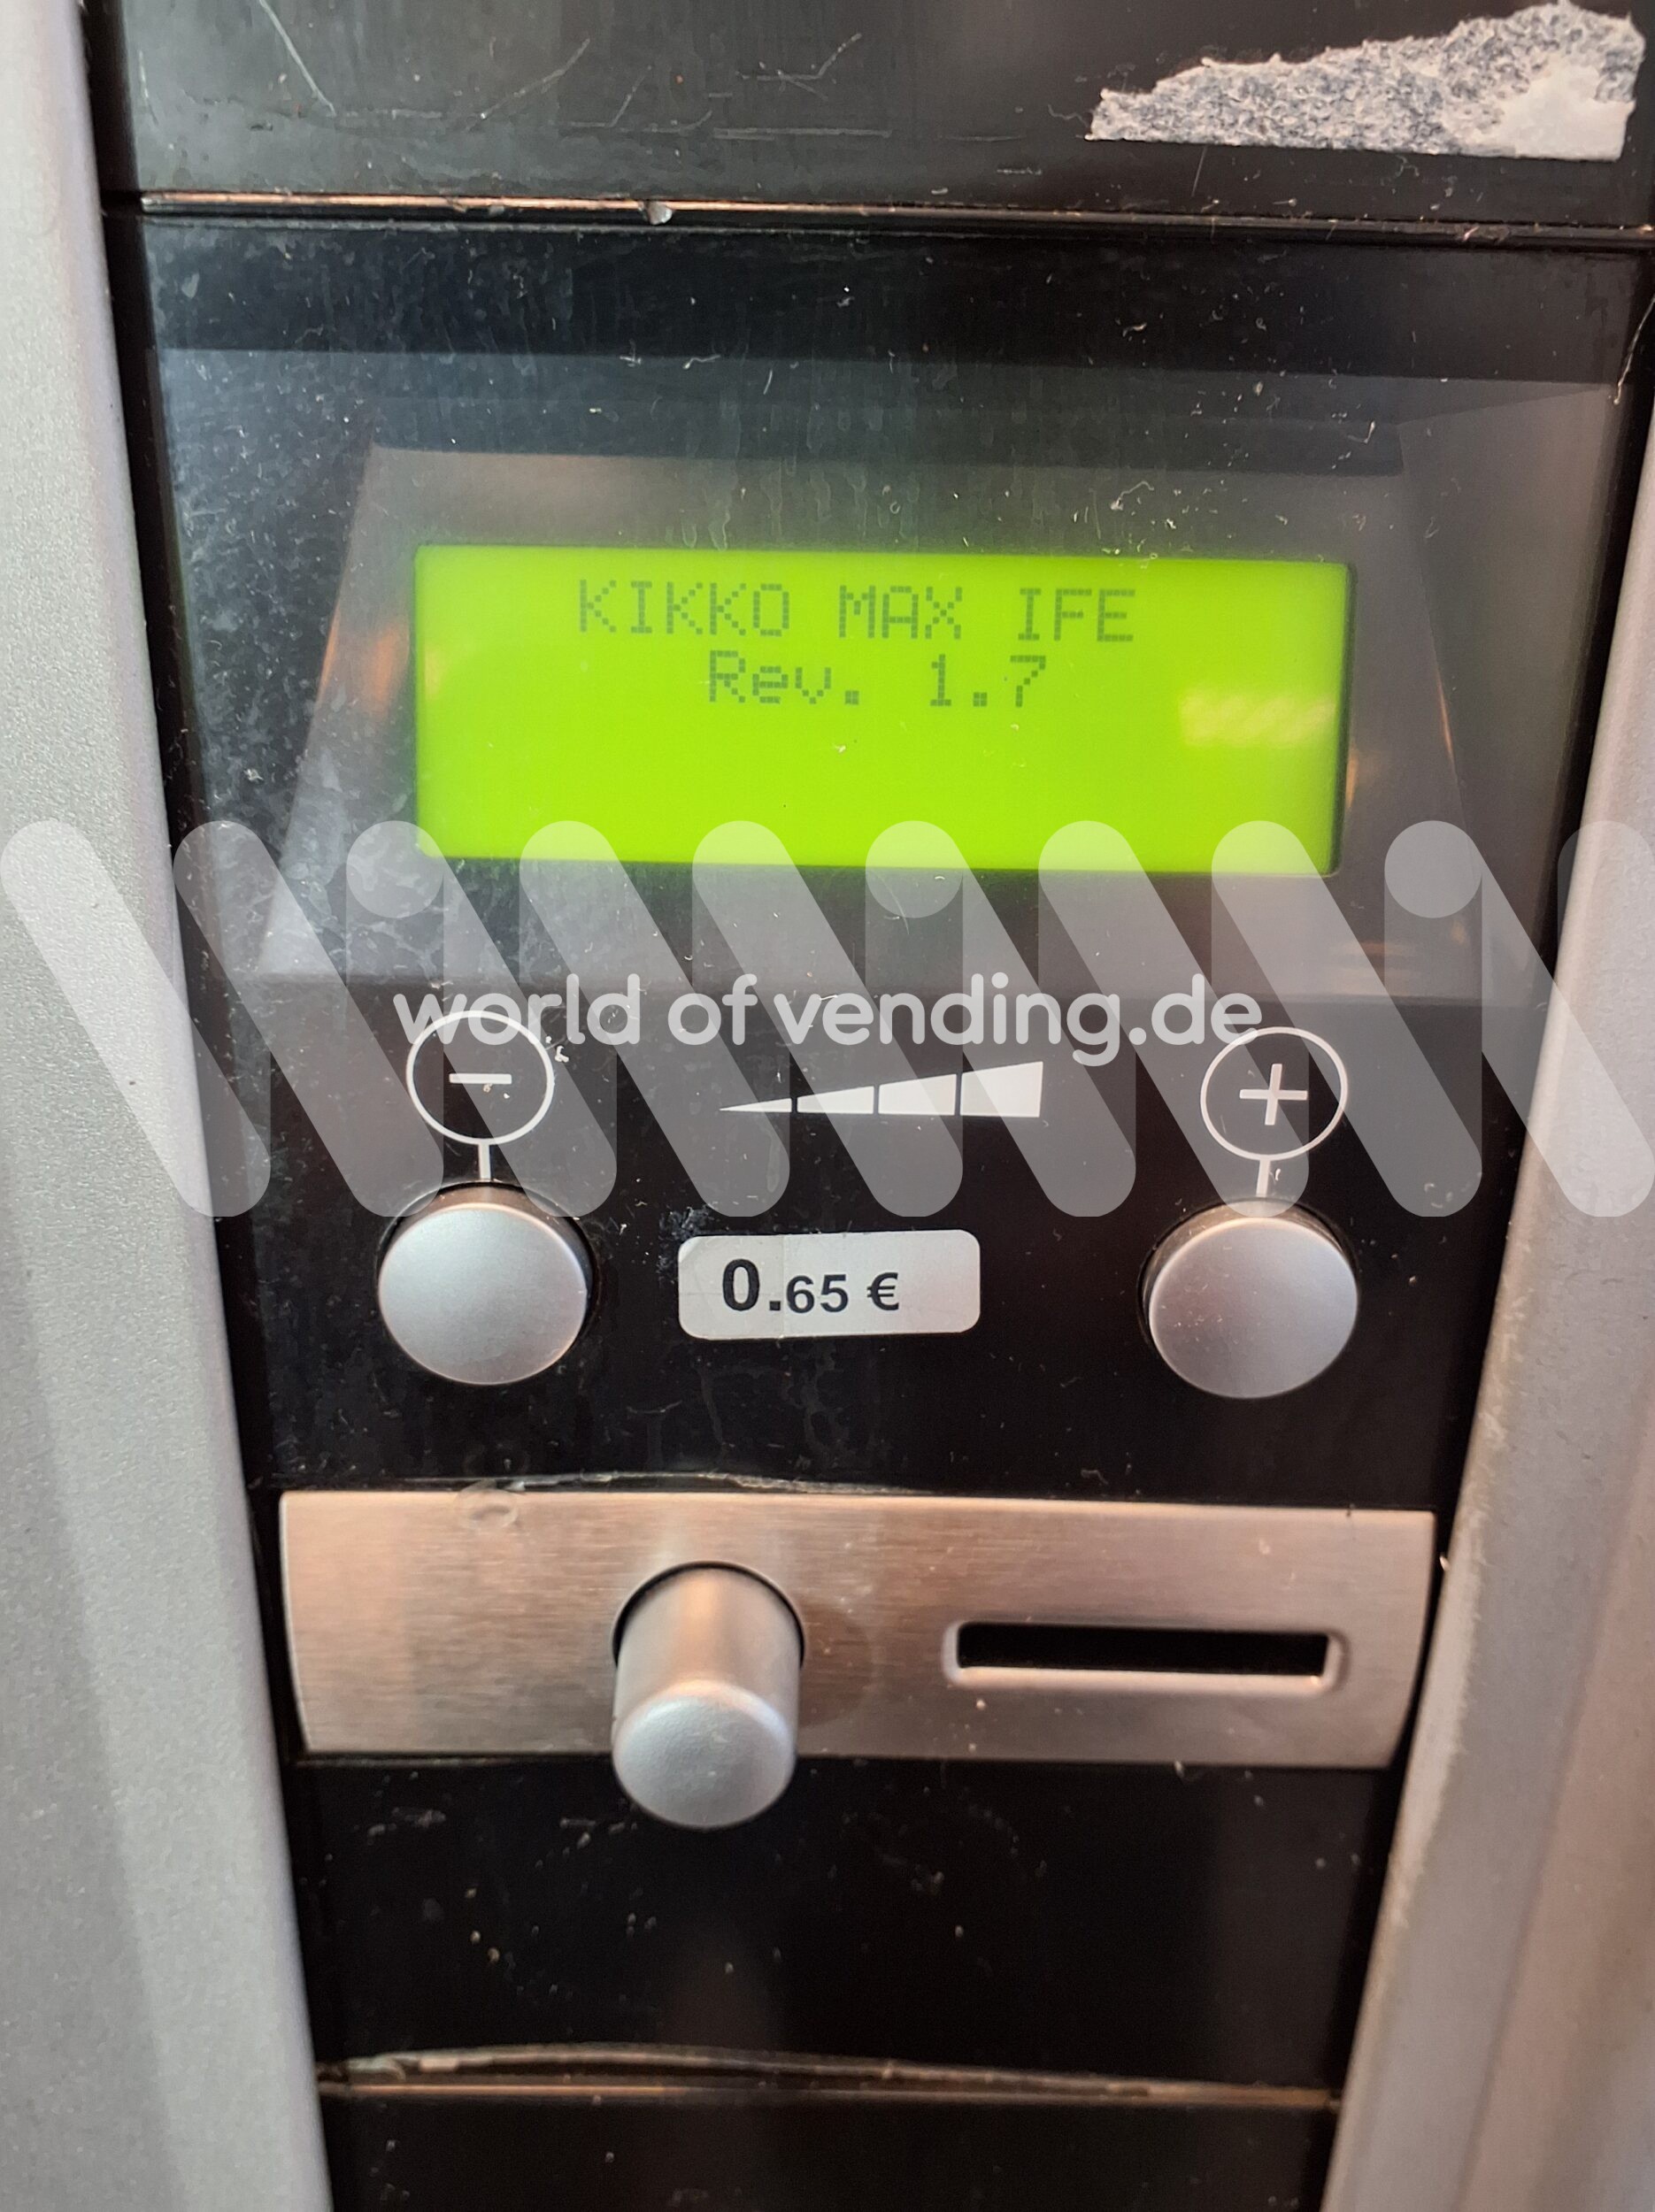 KIKKO MAX IFE
Rev. 1.7
world of vending.de
− +
0.65 €